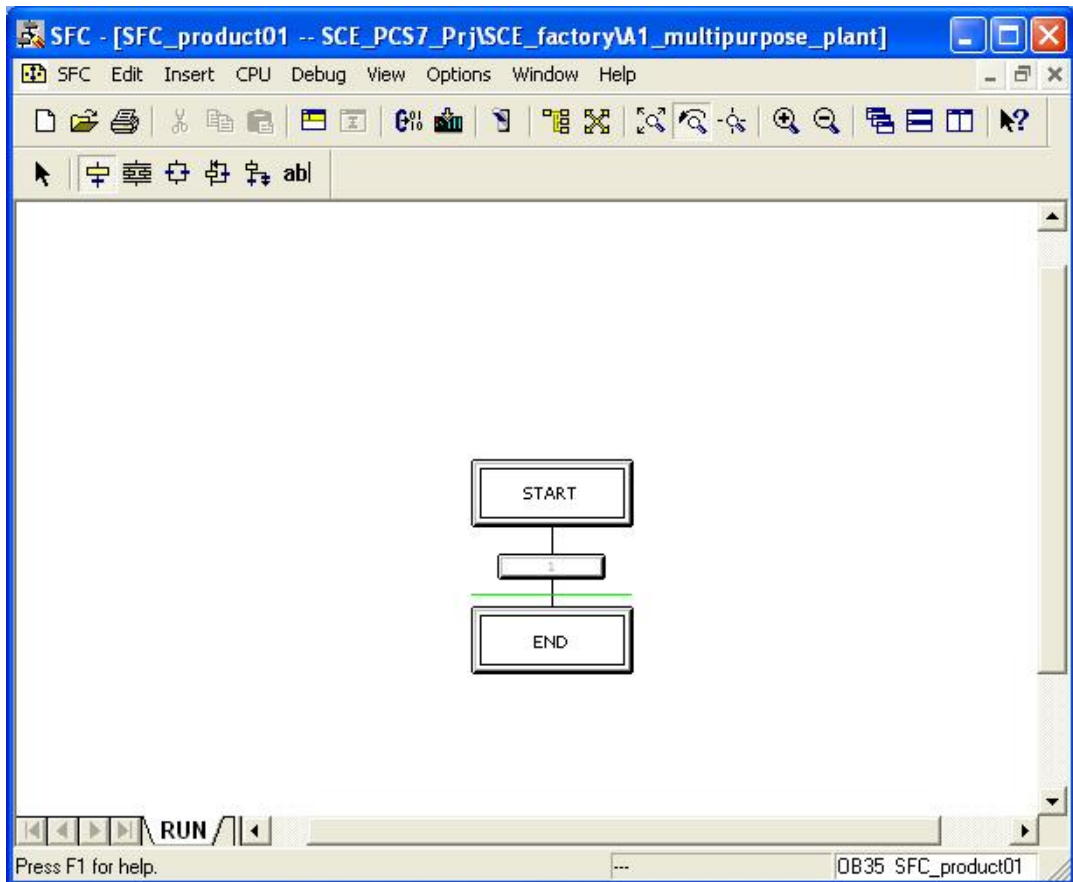 SFC - [SFC_product01 -- SCE_PCS7_Prj\SCE_factory\A1_multipurpose_plant]
SFC Edit Insert CPU Debug View Options Window Help
abl
START
1
END
RUN
Press F1 for help.
---
OB35 SFC_product01